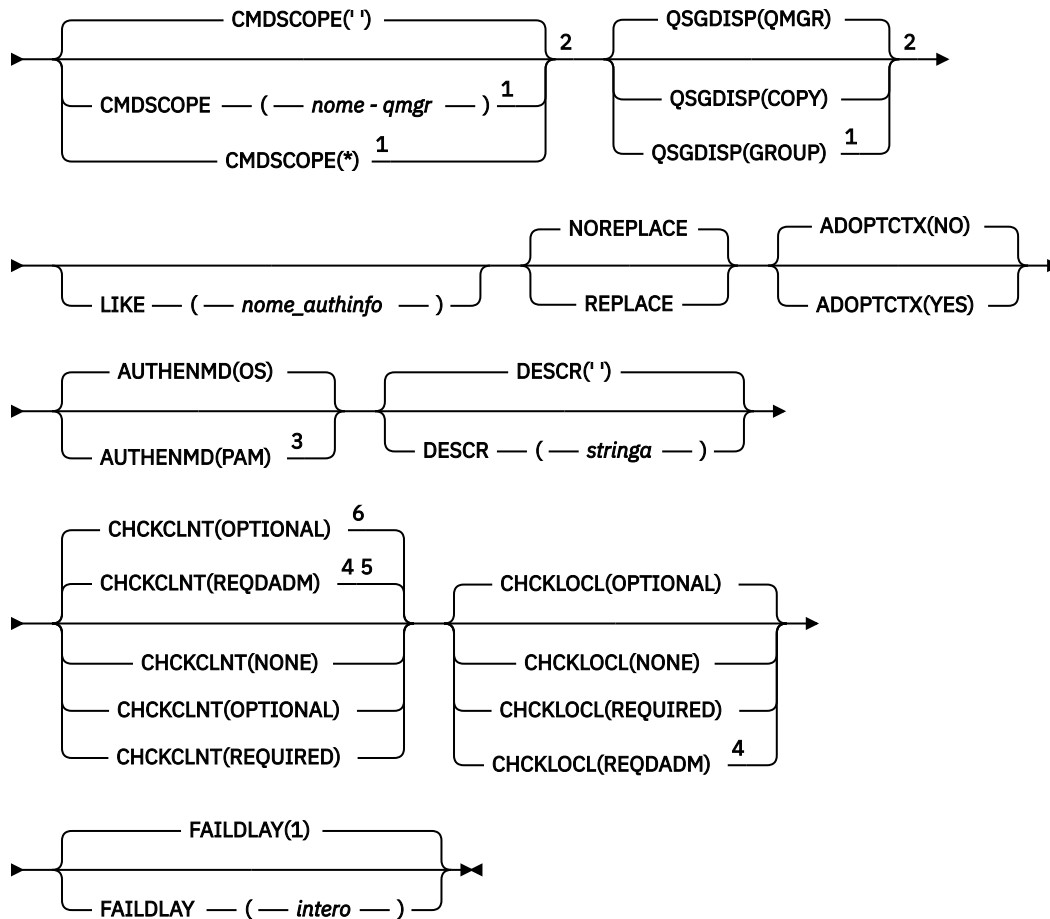 CMDSCOPE(' ')
2
CMDSCOPE ( nome - qmgr ) 1
CMDSCOPE(*) 1
QSGDISP(QMGR)
2
QSGDISP(COPY)
QSGDISP(GROUP) 1
LIKE ( nome_authinfo )
NOREPLACE
REPLACE
ADOPTCTX(NO)
ADOPTCTX(YES)
AUTHENMD(OS)
AUTHENMD(PAM) 3
DESCR(' ')
DESCR ( stringa )
CHCKCLNT(OPTIONAL) 6
CHCKCLNT(REQDADM) 4 5
CHCKCLNT(NONE)
CHCKCLNT(OPTIONAL)
CHCKCLNT(REQUIRED)
CHCKLOCL(OPTIONAL)
CHCKLOCL(NONE)
CHCKLOCL(REQUIRED)
CHCKLOCL(REQDADM) 4
FAILDLAY(1)
FAILDLAY ( intero )